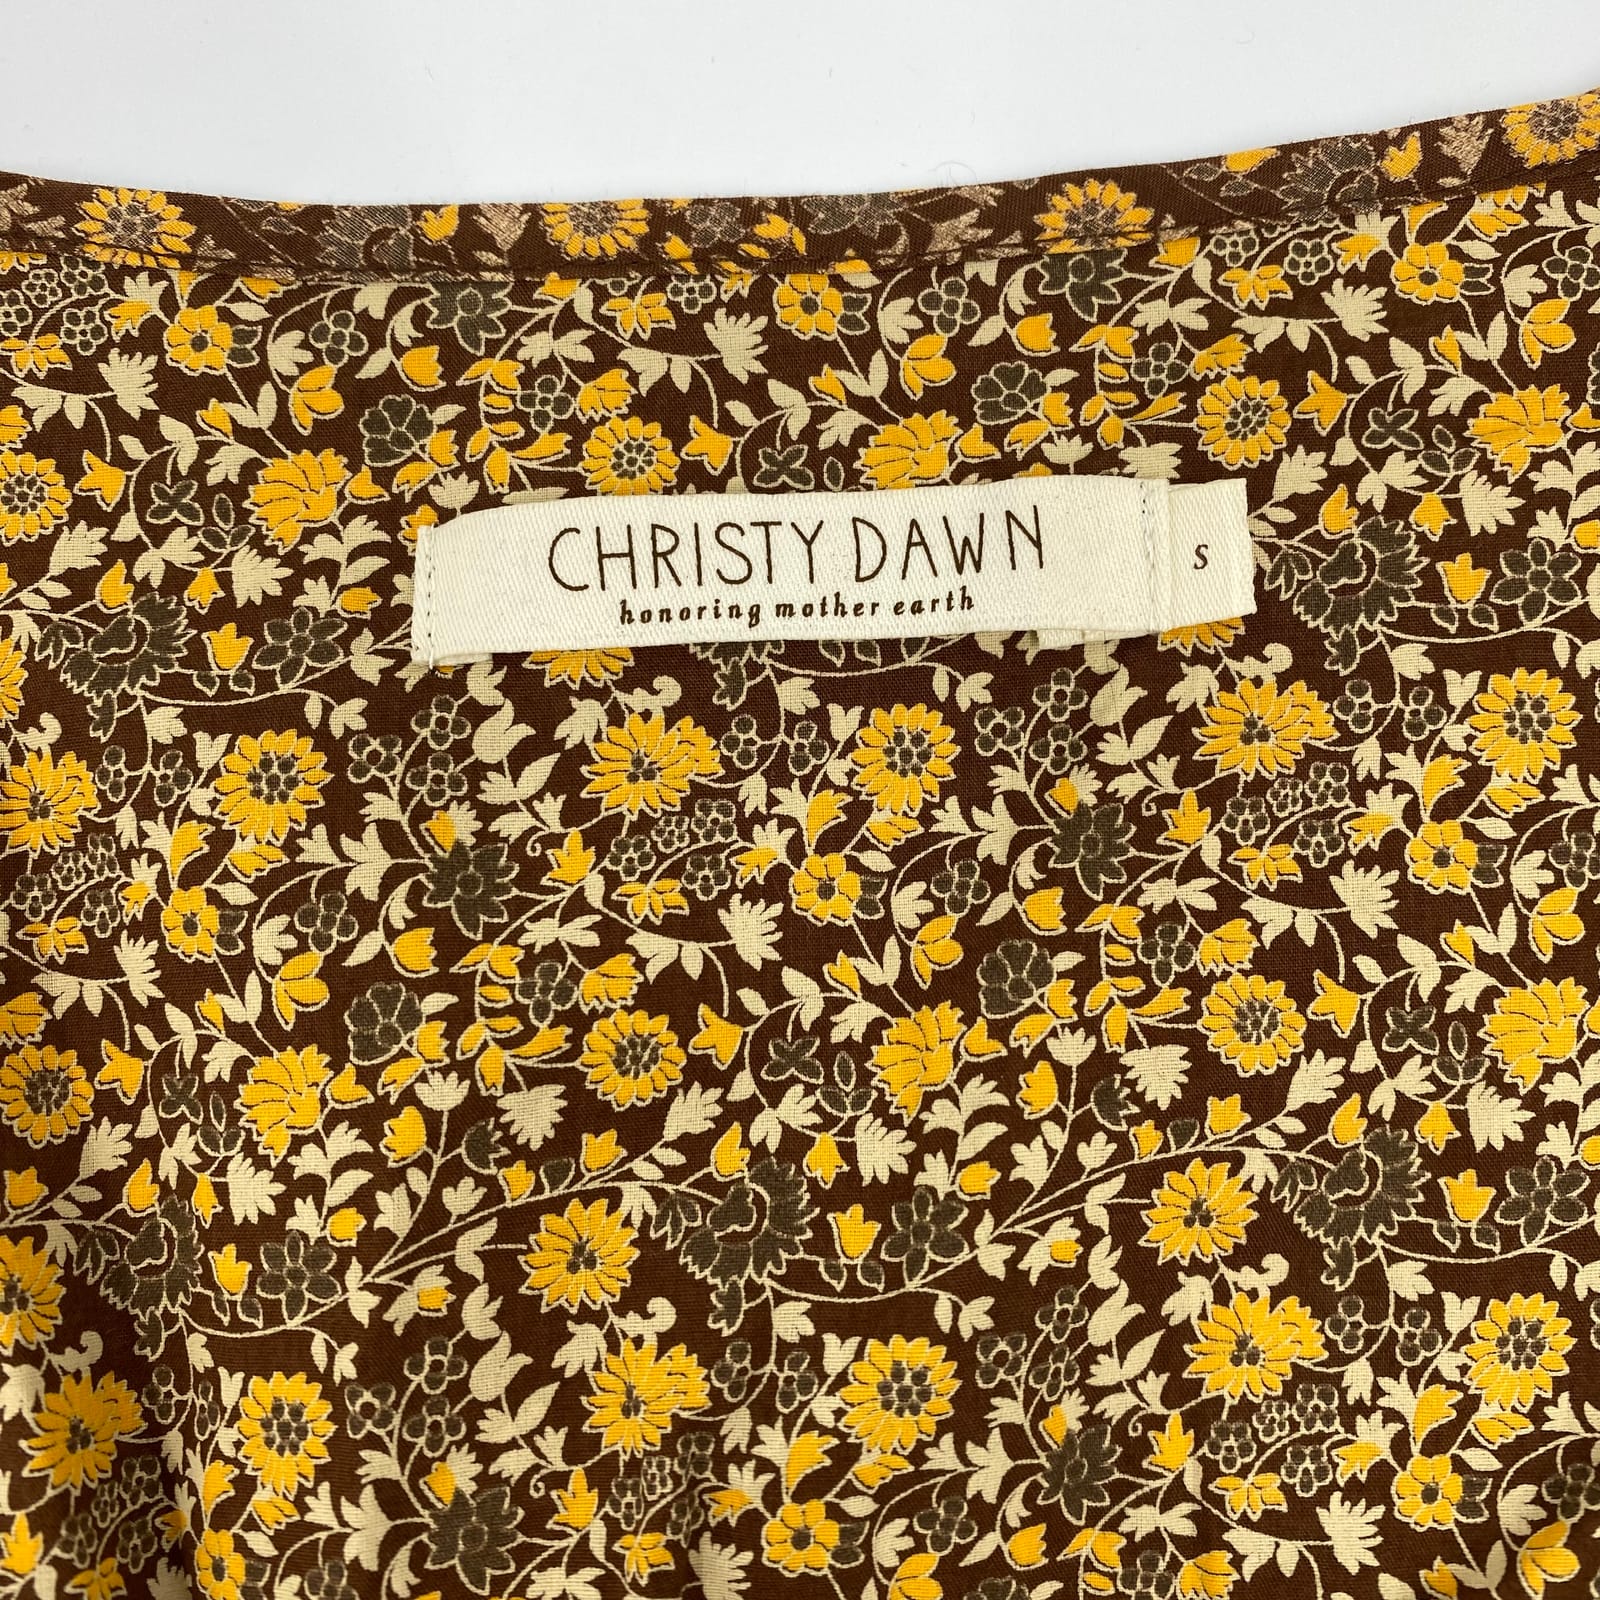 CHRISTY DAWN
honoring mother earth
S